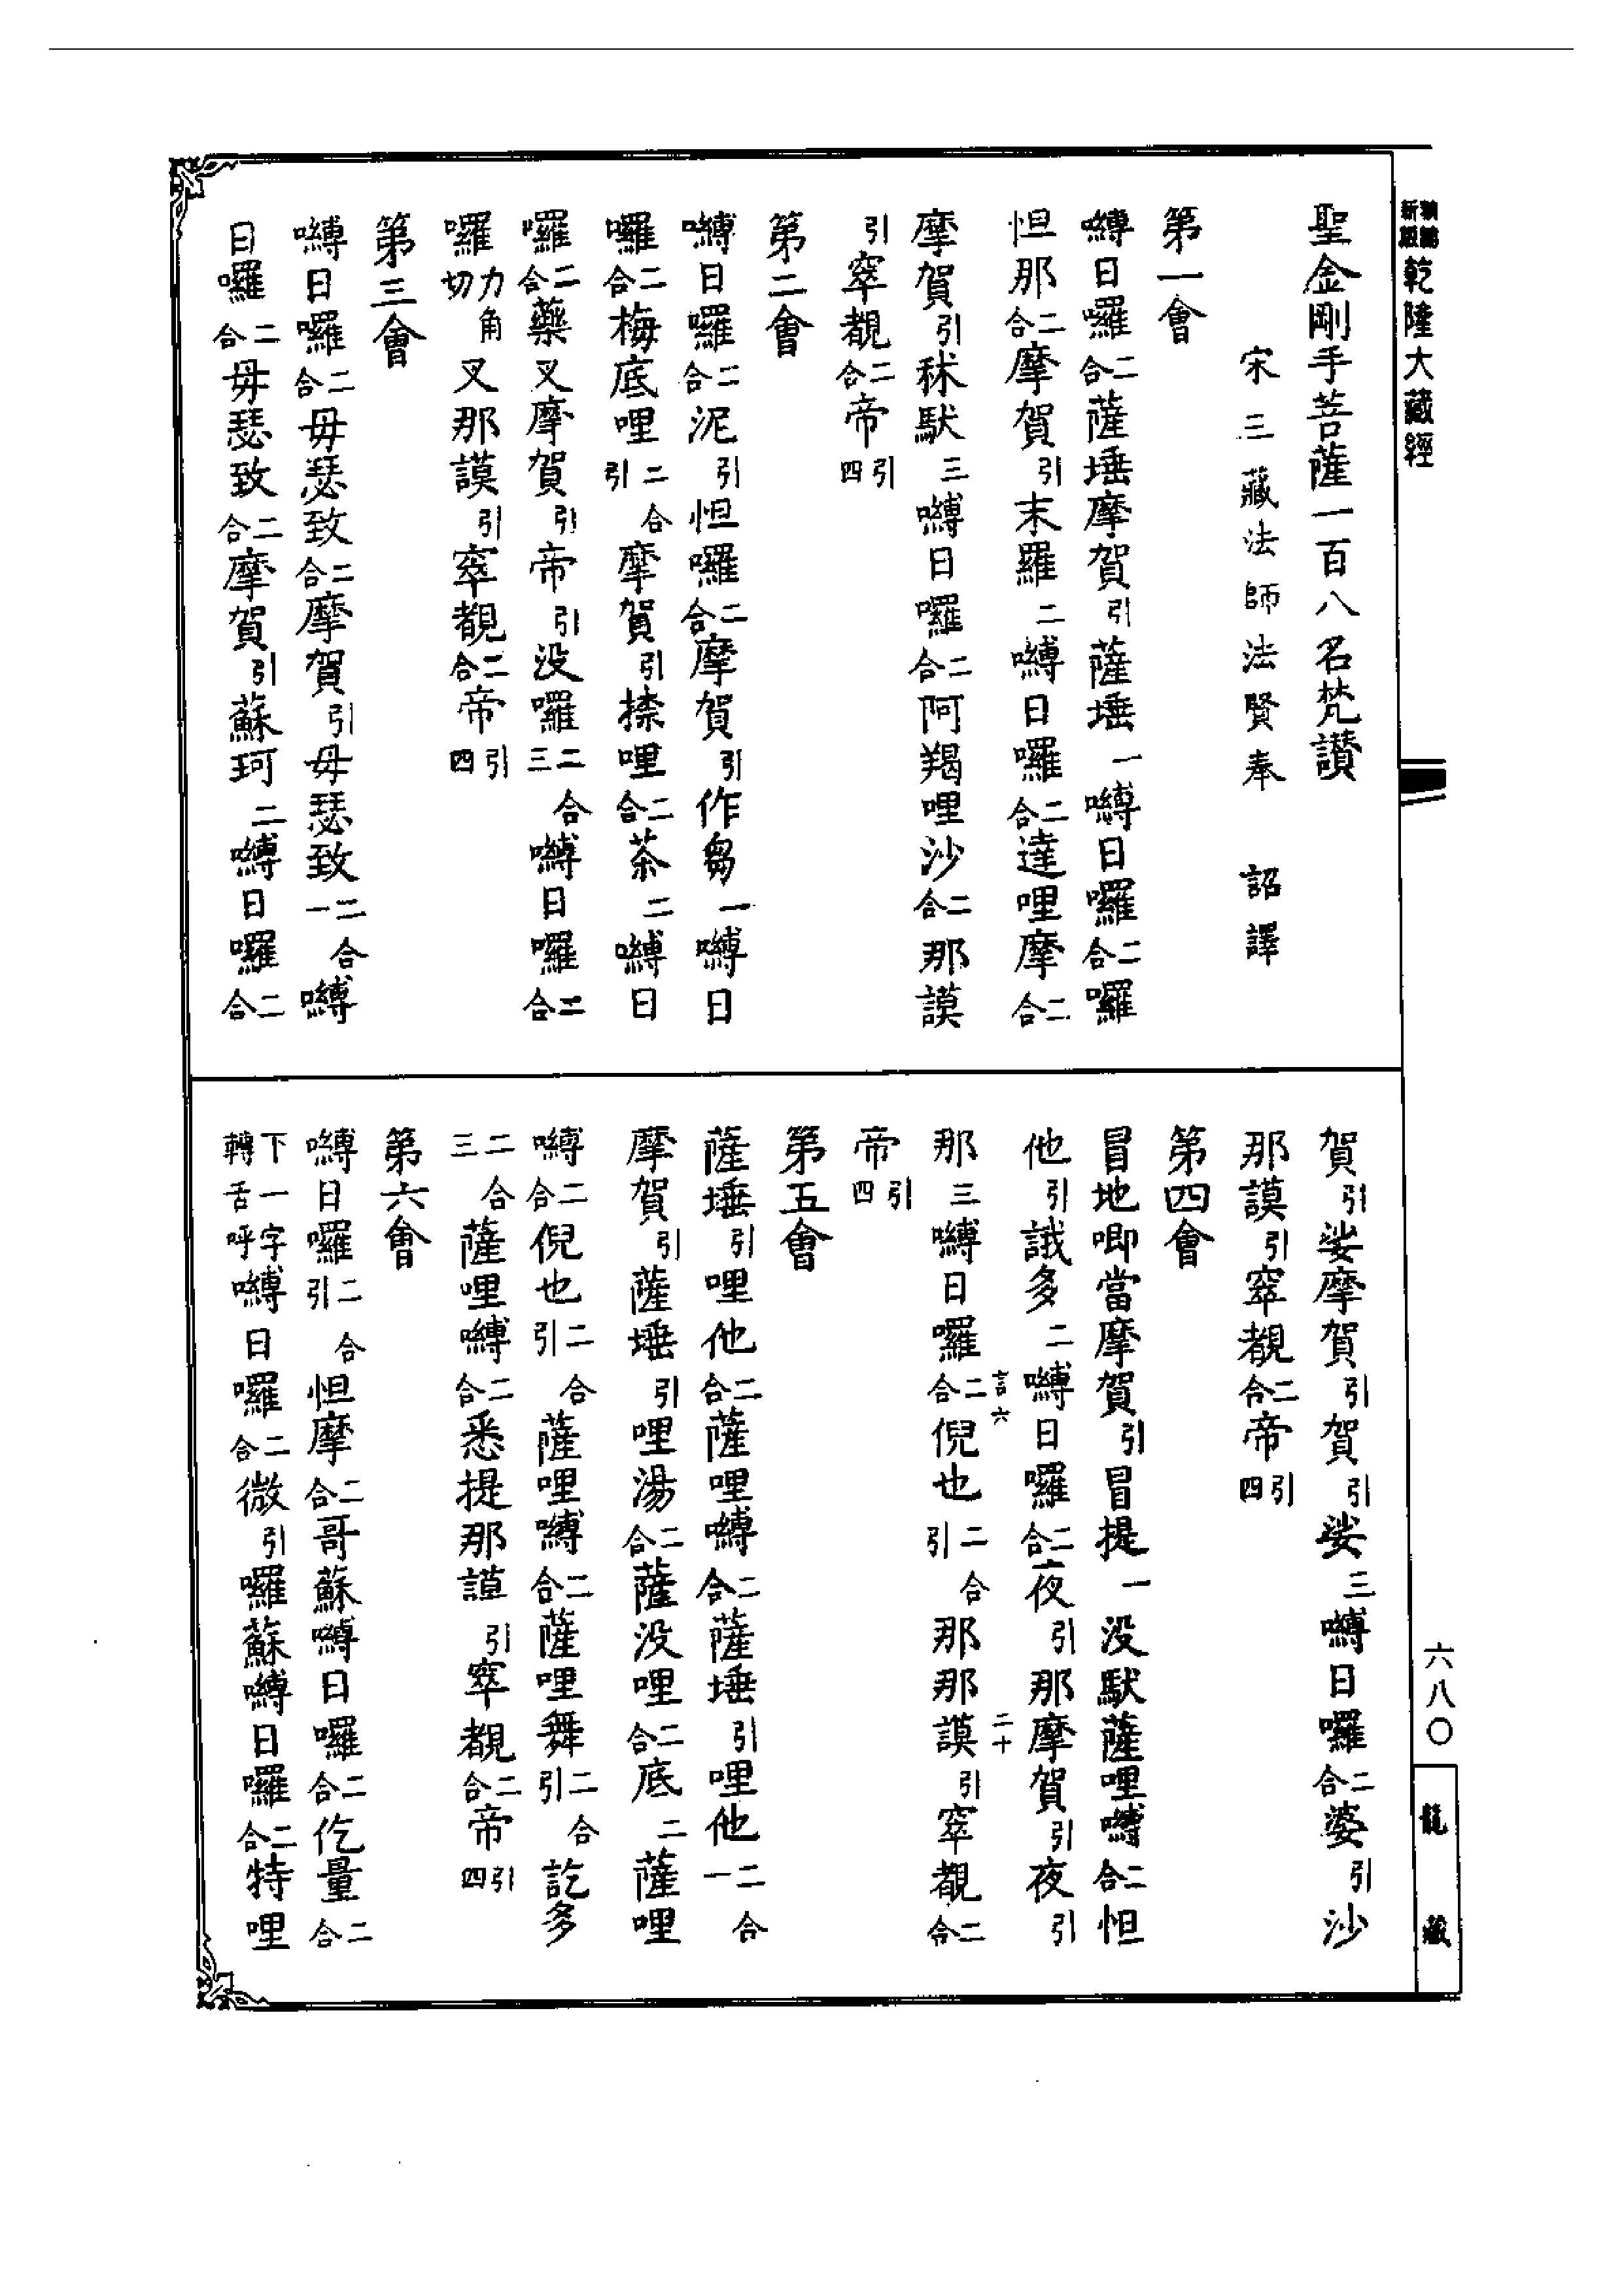 新編
新版
乾隆大藏經
聖金剛手菩薩一百八名梵讚
宋三藏法師法賢奉 詔譯
第一會
嚩日囉二合薩埵摩賀引薩埵一嚩日囉二合囉
怛那二合摩賀引末羅二嚩日囉二合達哩摩二合
摩賀引秫馱三嚩日囉二合阿羯哩沙二合那謨
引窣覩二合帝引四
第二會
嚩日囉二合泥引怛囉二合摩賀引作芻一嚩日
囉二合梅底哩二合引摩賀引捺哩二合茶二嚩日
囉二合藥叉摩賀引帝引没囉二合三嚩日囉二合
囉力角切叉那謨引窣覩二合帝引四
第三會
嚩日囉二合毋瑟致二合摩賀引毋瑟致二合一嚩
日囉二合毋瑟致二合摩賀引蘇珂二嚩日囉二合
賀引娑摩賀引賀引娑三嚩日囉二合婆引沙
那謨引窣覩二合帝引四
第四會
冒地唧當摩賀引冒提一没馱薩哩嚩二合怛
他引誐多二嚩日囉二合夜引那摩賀引夜引
那三嚩日囉二合倪也二合引那那謨引窣覩二合
帝引四
第五會
薩埵引哩他二合薩哩嚩二合薩埵引哩他二合一
摩賀引薩埵引哩湯二合薩没哩二合底二薩哩
嚩二合倪也二合引薩哩嚩二合薩哩舞二合引訖多
二合三薩哩嚩二合悉提那謨引窣覩二合帝引四
第六會
嚩日囉二合引怛摩二合哥蘇嚩日囉二合仡量二合
下一字轉舌呼嚩日囉二合微引囉蘇嚩日囉二合特哩
言六
二十
六八〇
龍藏